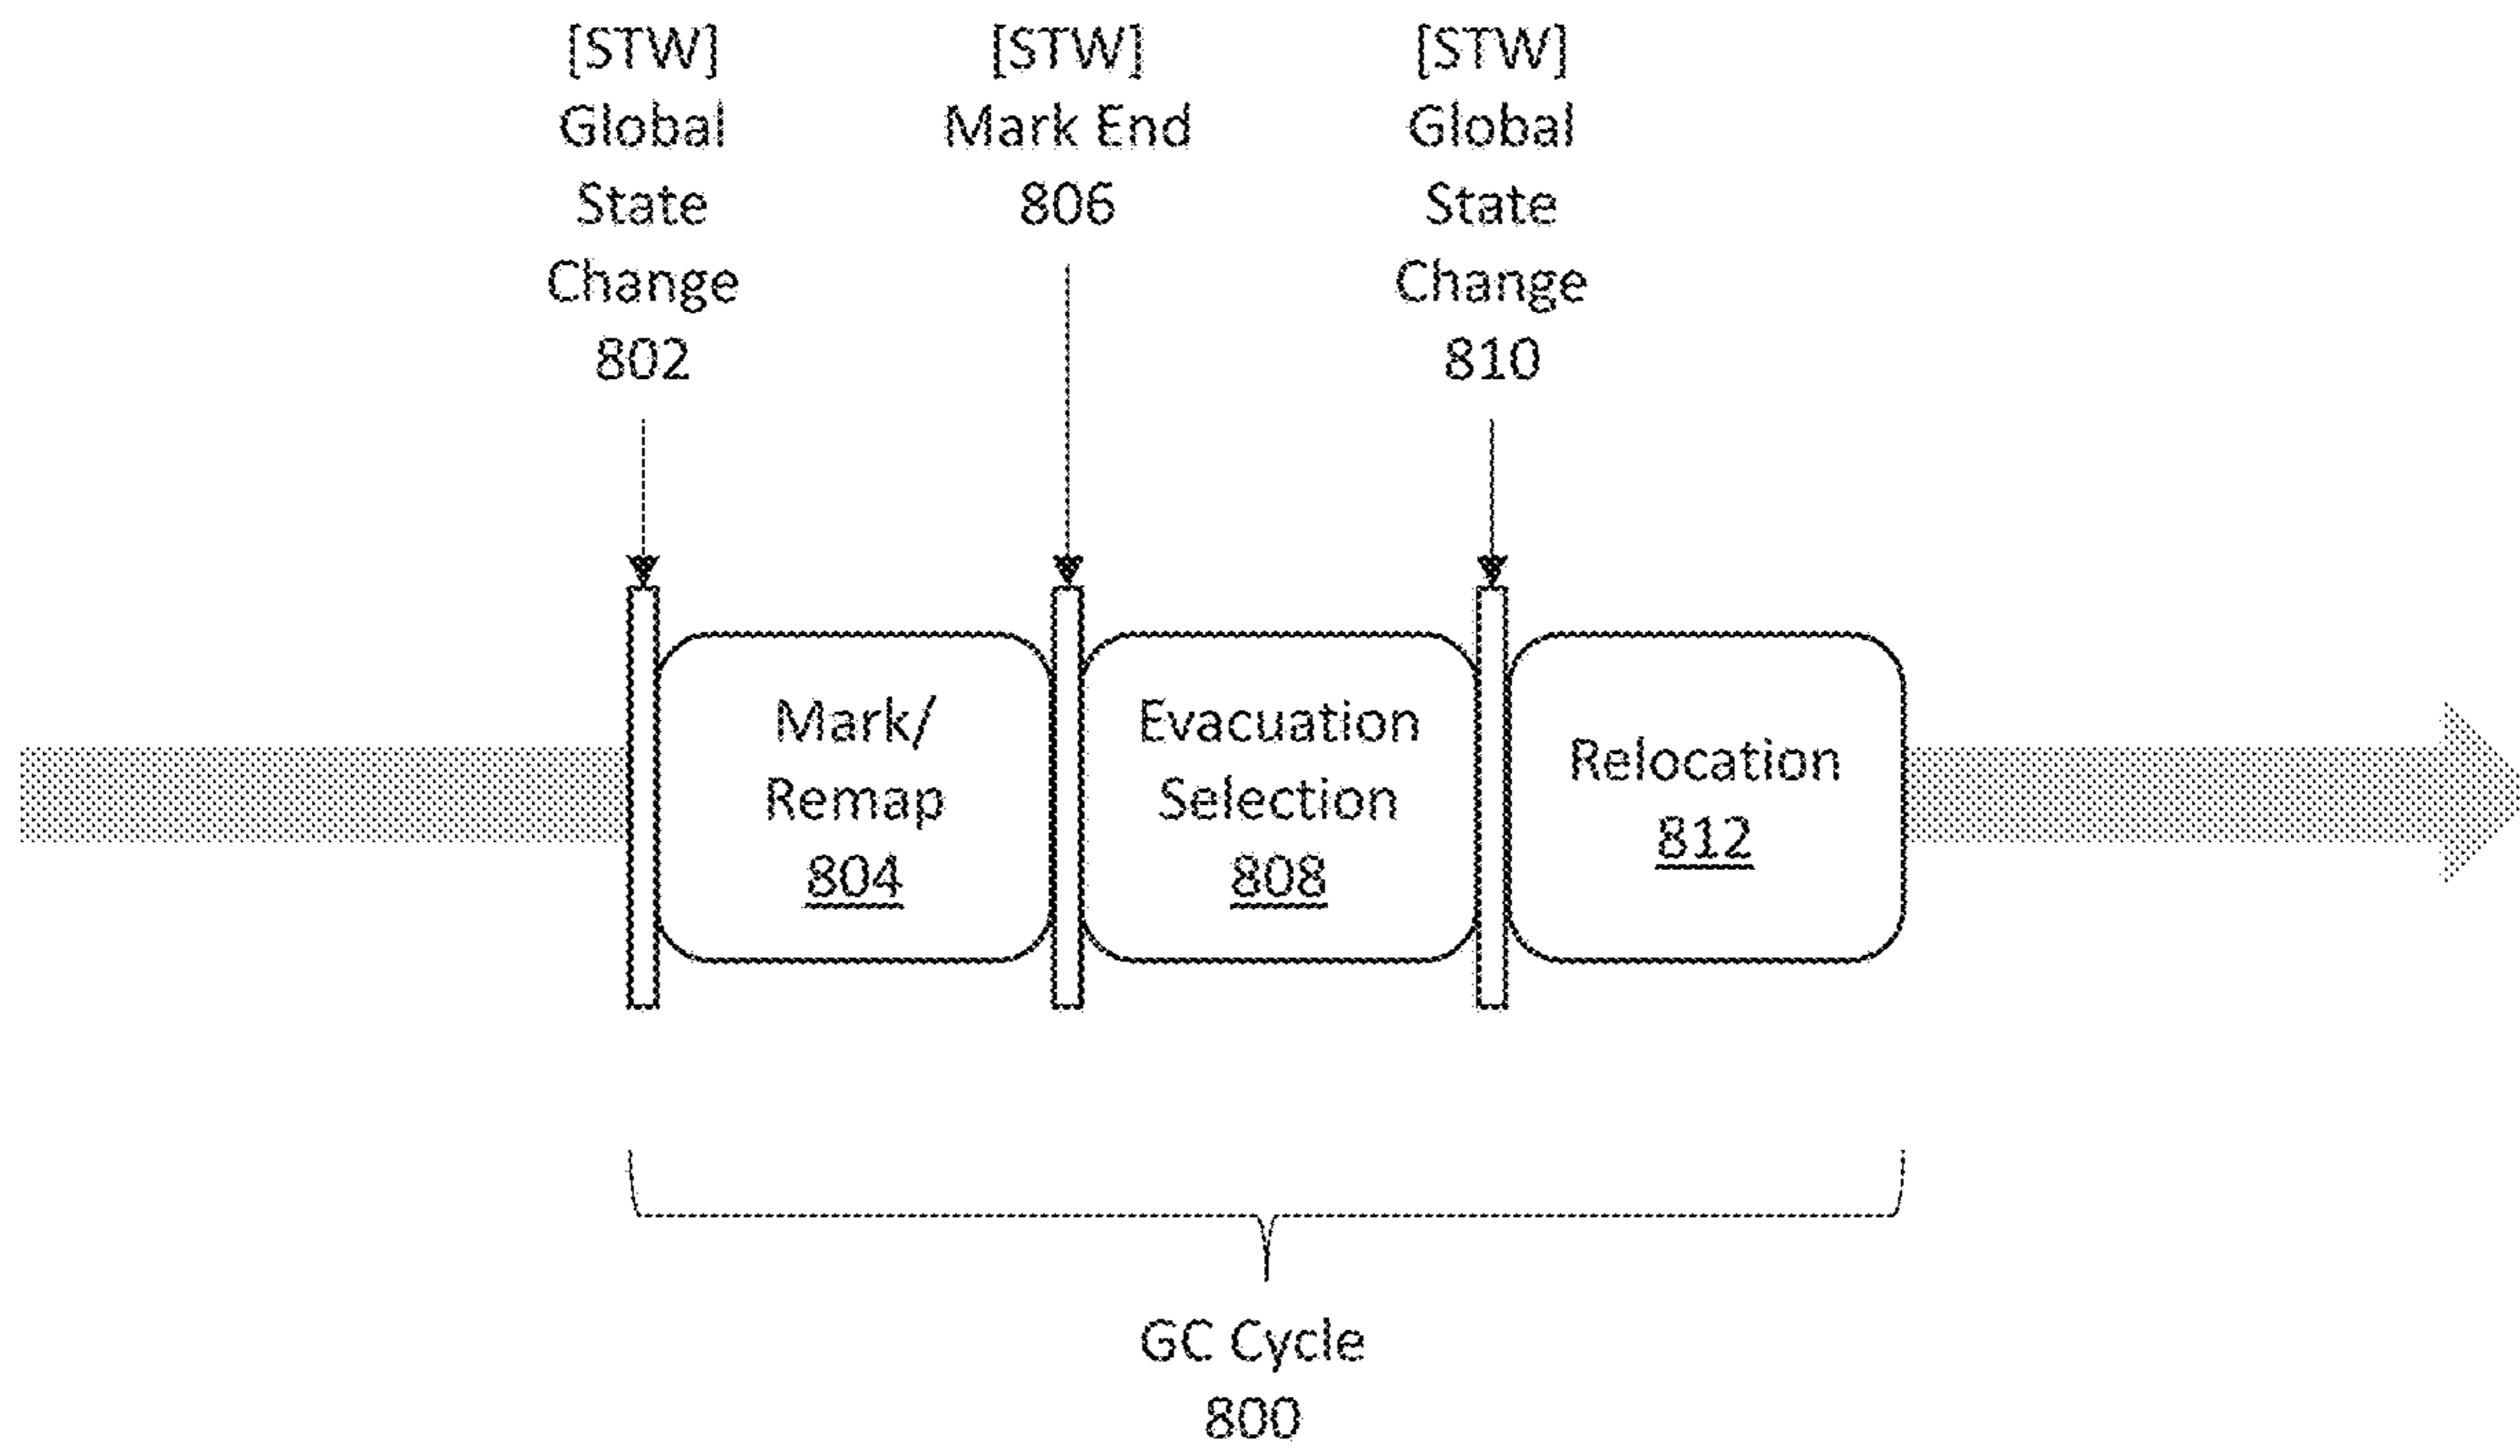 [STW]
Global
State
Change
802
[STW]
Mark End
806
[STW]
Global
State
Change
810
Mark/
Remap
804
Evacuation
Selection
808
Relocation
812
GC Cycle
800